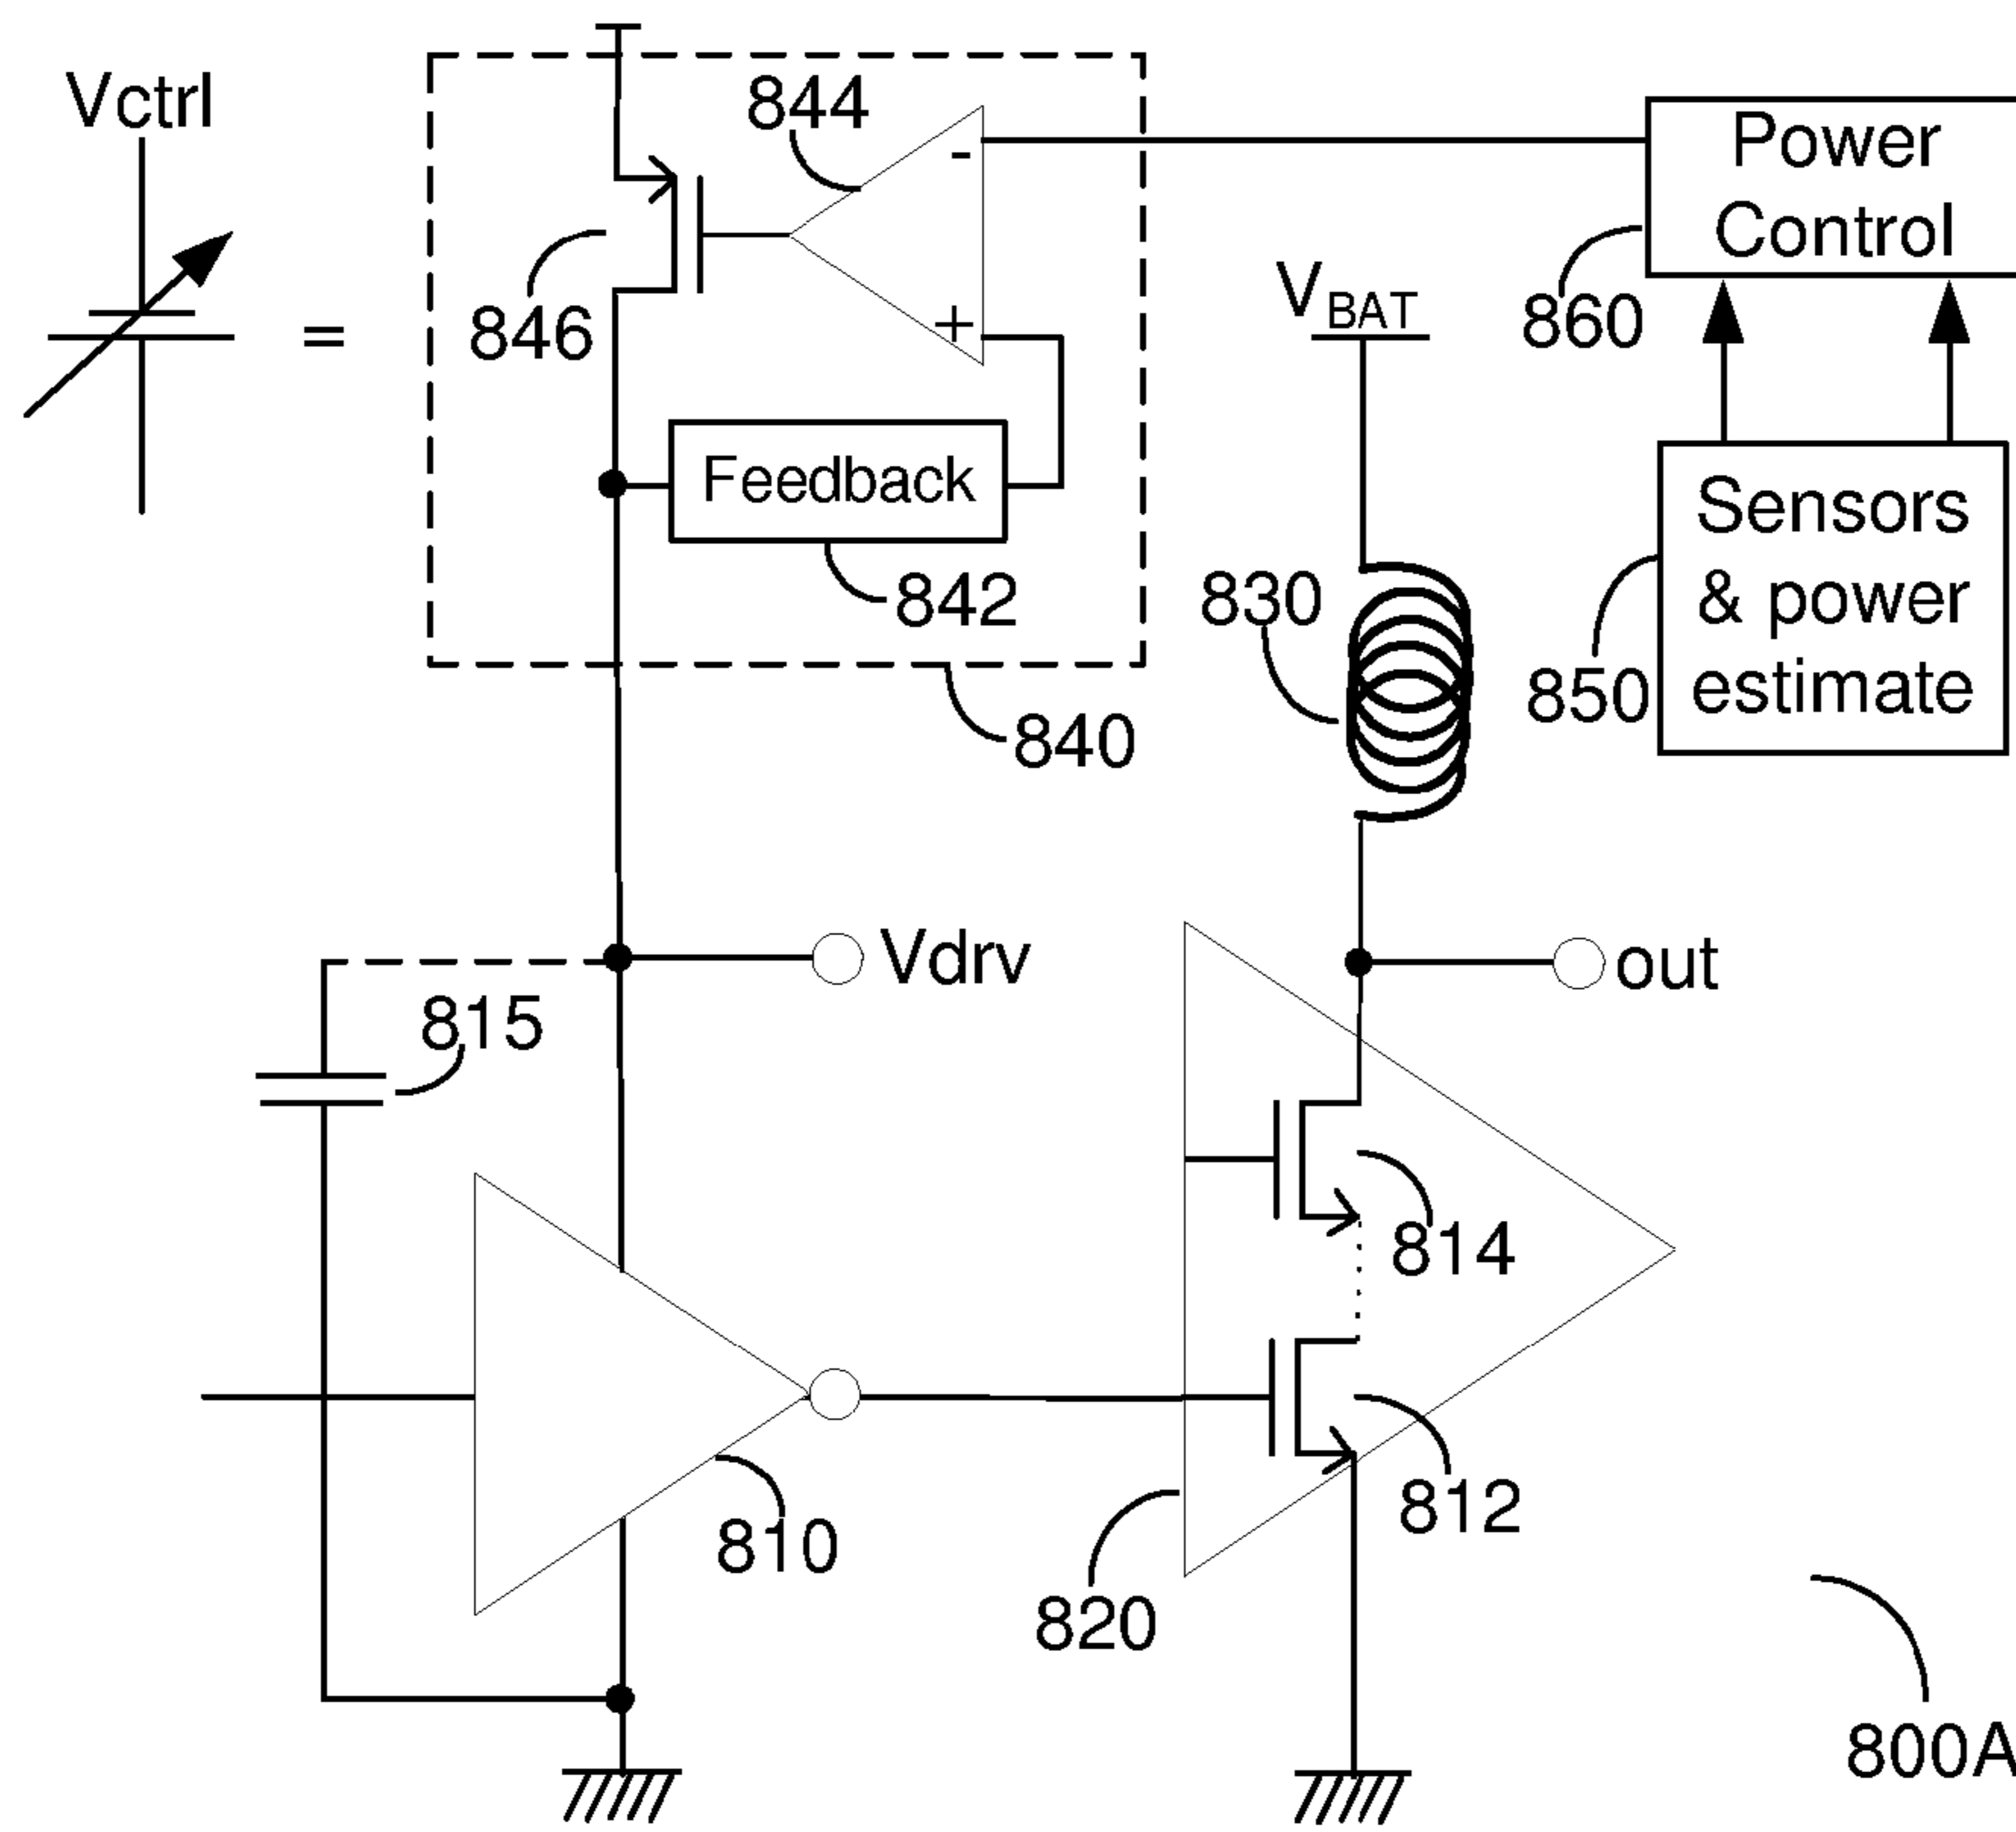 Vctrl
=
844
-
+
846
Feedback
842
840
Power
Control
860
VBAT
830
Sensors
& power
estimate
850
Vdrv
out
815
814
812
810
820
800A